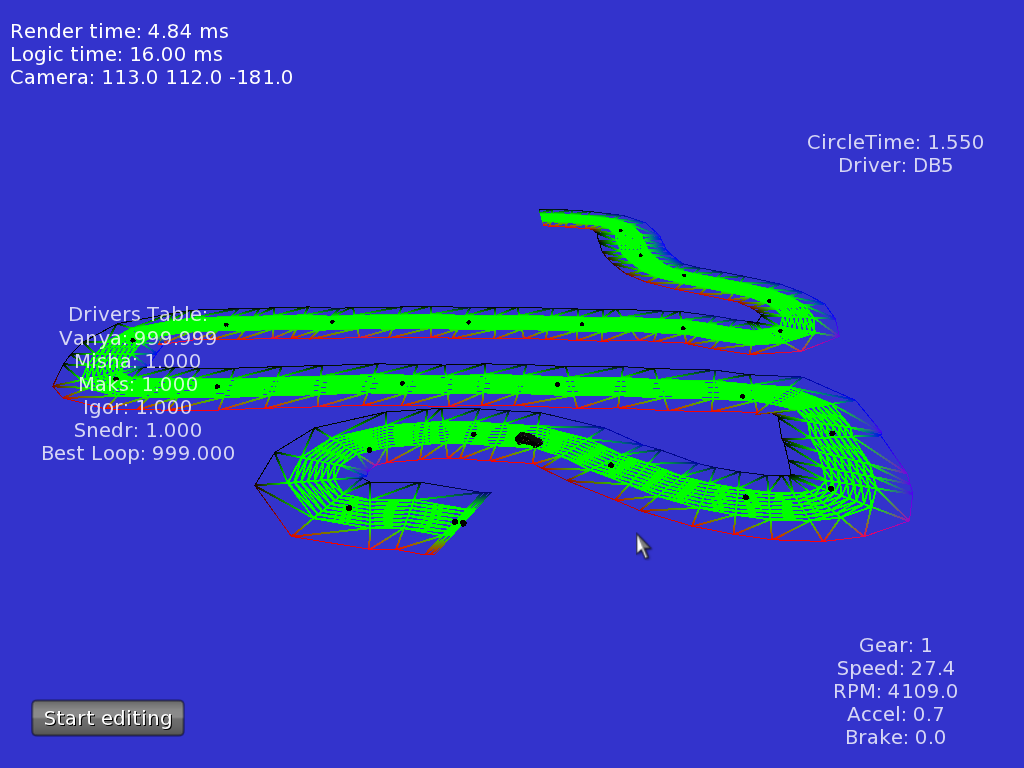 Render time: 4.84 ms
Logic time: 16.00 ms
Camera: 113.0 112.0 -181.0
CircleTime: 1.550
Driver: DB5
Drivers Table:
Vanya: 999.999
Misha: 1.000
Maks: 1.000
Igor: 1.000
Snedr: 1.000
Best Loop: 999.000
Gear: 1
Speed: 27.4
RPM: 4109.0
Accel: 0.7
Brake: 0.0
Start editing